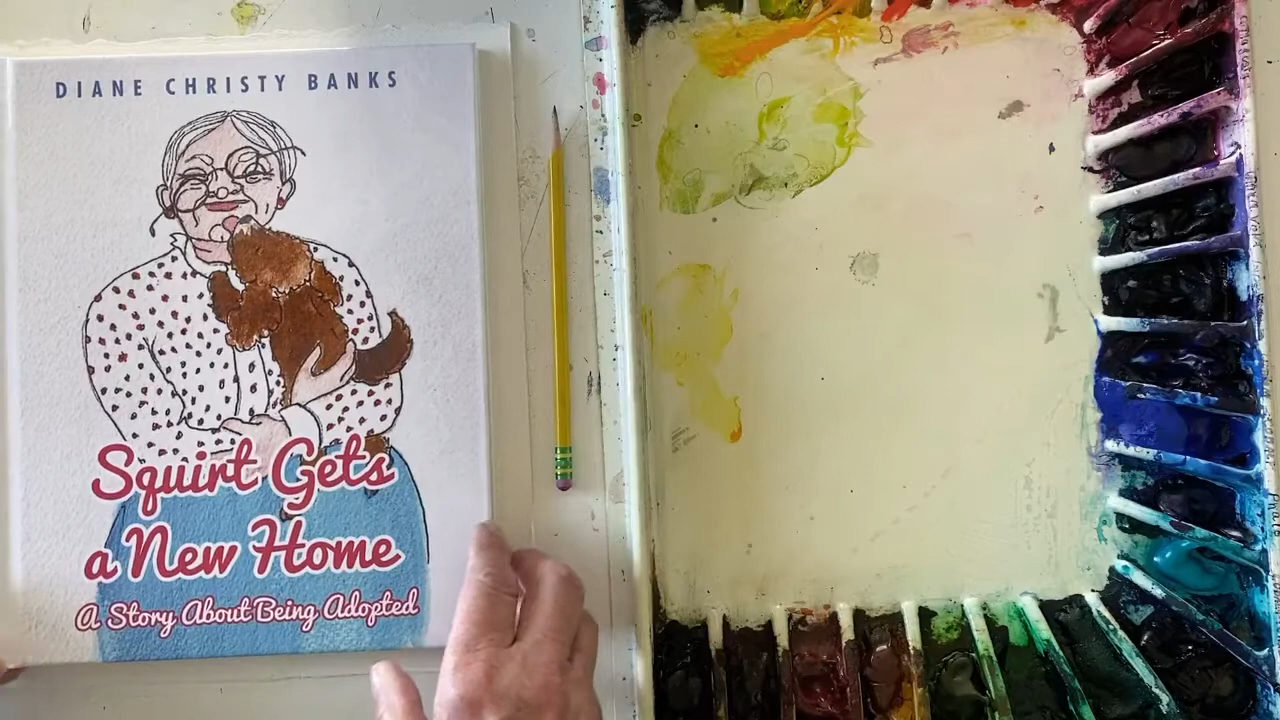 DIANE CHRISTY BANKS
Squirt Gets
a New Home
A Story About Being Adopted